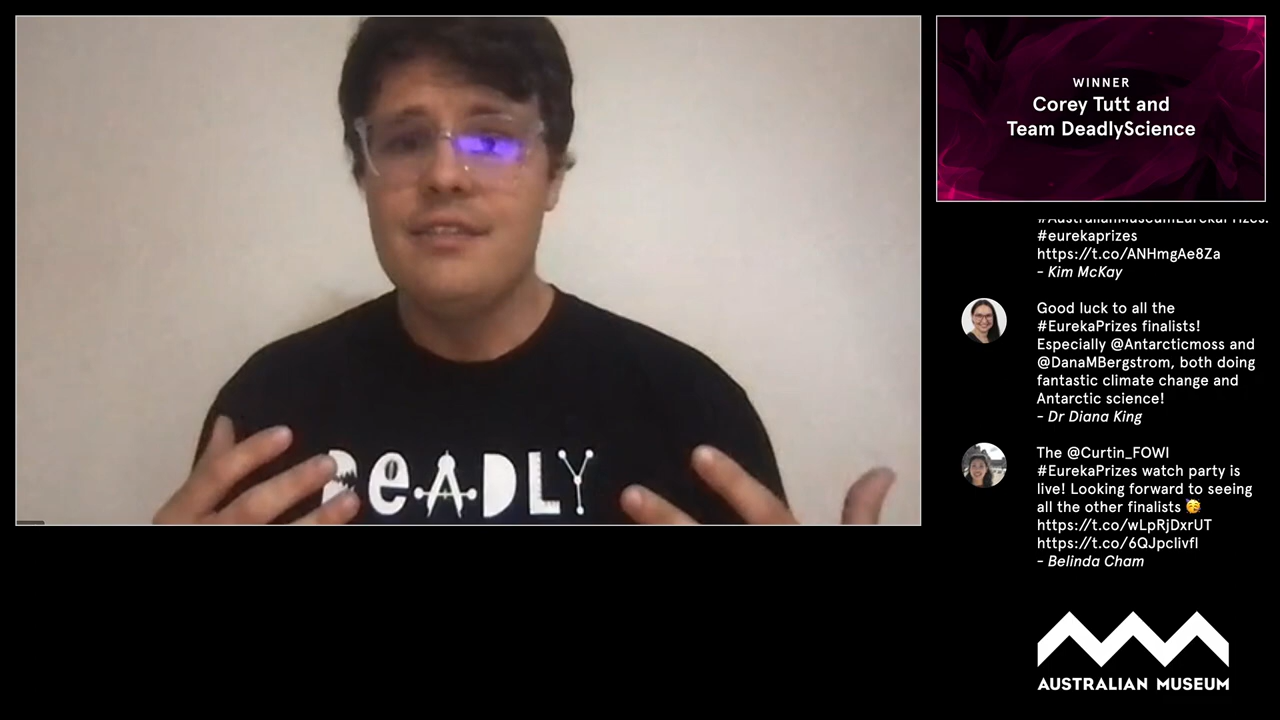 DEADLY
WINNER
Corey Tutt and
Team DeadlyScience
#AustralianMuseumEurekaPrizes.
#eurekaprizes
https://t.co/ANHmgAe8Za
- Kim McKay
Good luck to all the
#EurekaPrizes finalists!
Especially @Antarcticmoss and
@DanaMBergstrom, both doing
fantastic climate change and
Antarctic science!
- Dr Diana King
The @Curtin_FOWI
#EurekaPrizes watch party is
live! Looking forward to seeing
all the other finalists 🥳
https://t.co/wLpRjDxrUT
https://t.co/6QJpclivfl
- Belinda Cham
AUSTRALIAN MUSEUM